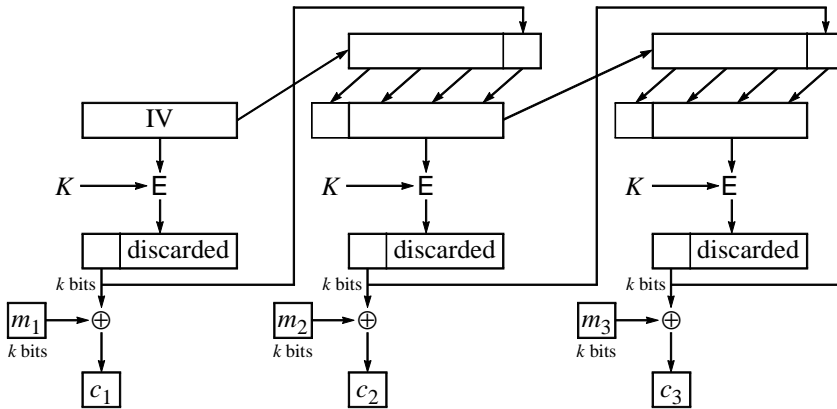 IV
K E K E K E
discarded discarded discarded
k bits k bits k bits
m1 ⊕ m2 ⊕ m3 ⊕
k bits k bits k bits
c1 c2 c3